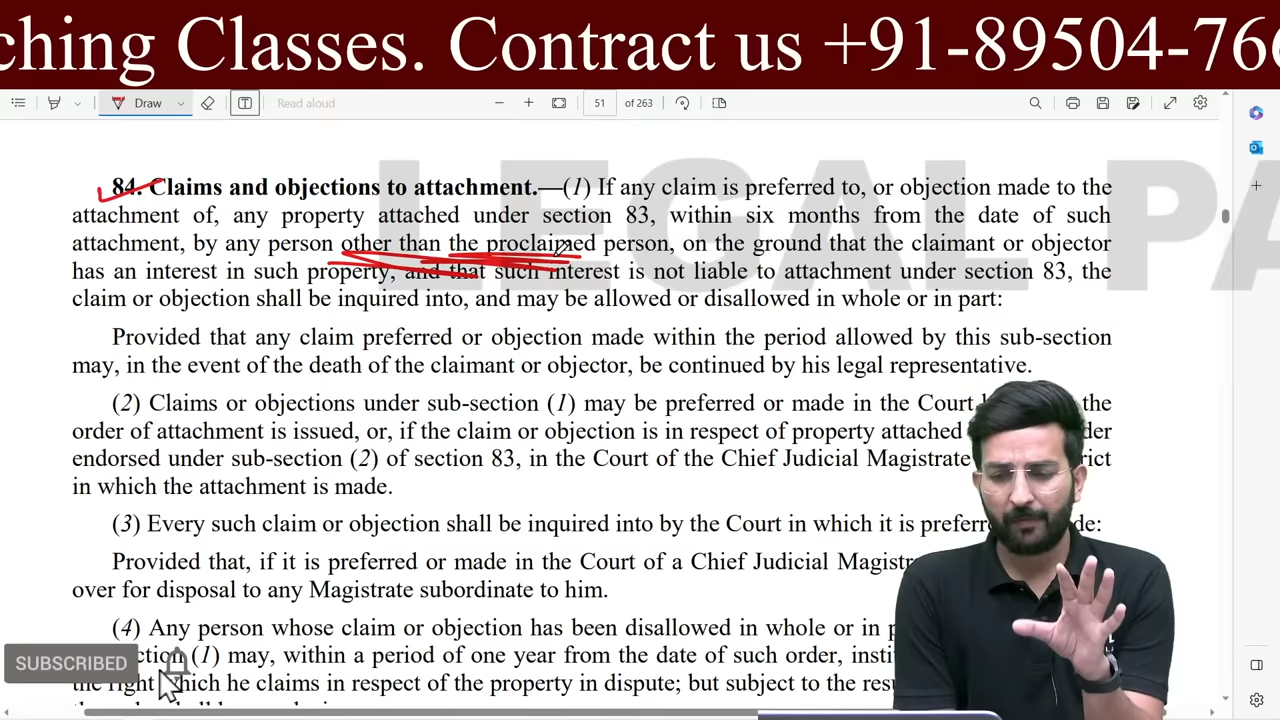 ching Classes. Contract us +91-89504-766
Draw
Read aloud
51 of 263
LEGAL PA
84. Claims and objections to attachment.—(1) If any claim is preferred to, or objection made to the
attachment of, any property attached under section 83, within six months from the date of such
attachment, by any person other than the proclaimed person, on the ground that the claimant or objector
has an interest in such property, and that such interest is not liable to attachment under section 83, the
claim or objection shall be inquired into, and may be allowed or disallowed in whole or in part:
Provided that any claim preferred or objection made within the period allowed by this sub-section
may, in the event of the death of the claimant or objector, be continued by his legal representative.
(2) Claims or objections under sub-section (1) may be preferred or made in the Court the
order of attachment is issued, or, if the claim or objection is in respect of property attached der
endorsed under sub-section (2) of section 83, in the Court of the Chief Judicial Magistrate rict
in which the attachment is made.
(3) Every such claim or objection shall be inquired into by the Court in which it is preferr de:
Provided that, if it is preferred or made in the Court of a Chief Judicial Magistr
over for disposal to any Magistrate subordinate to him.
(4) Any person whose claim or objection has been disallowed in whole or in p
ction (1) may, within a period of one year from the date of such order, instit
the right which he claims in respect of the property in dispute; but subject to the resu
SUBSCRIBED